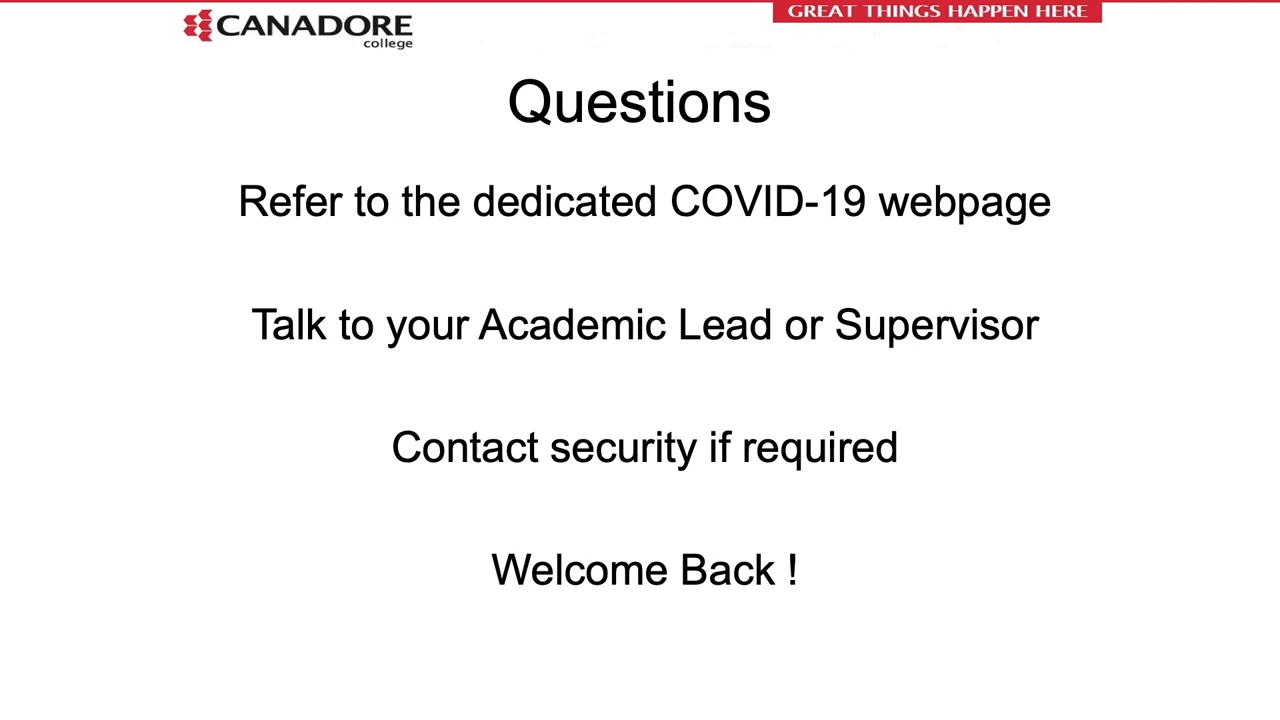 CANADORE
college
GREAT THINGS HAPPEN HERE
Questions
Refer to the dedicated COVID-19 webpage
Talk to your Academic Lead or Supervisor
Contact security if required
Welcome Back !